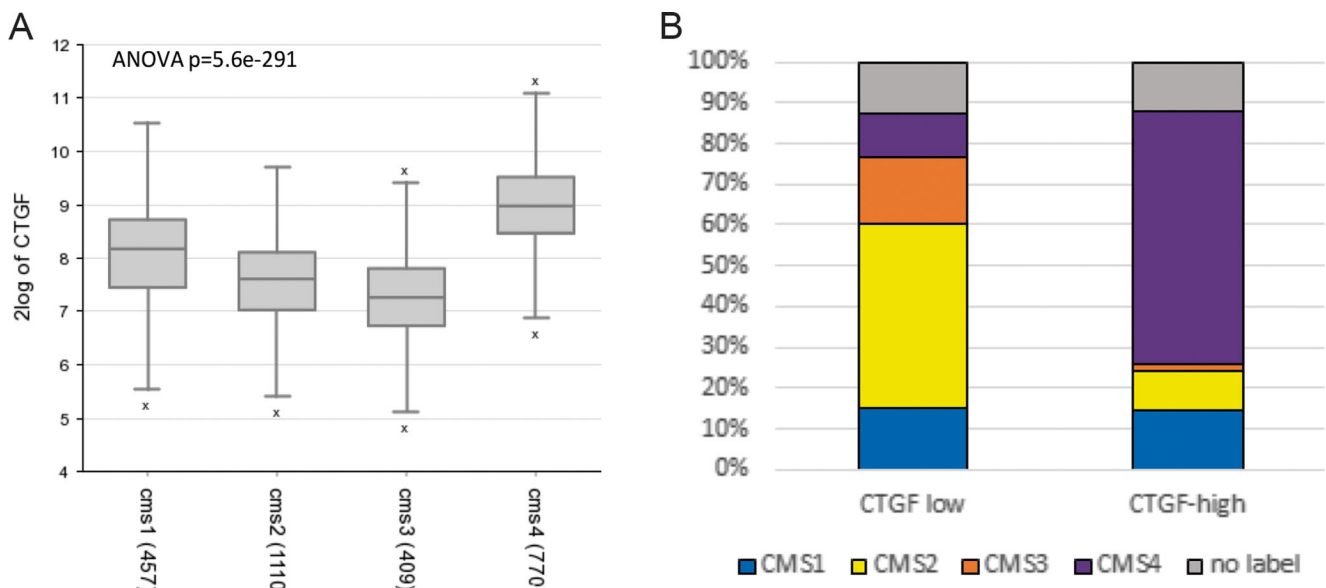 A
ANOVA p=5.6e-291
12
11
10
9
8
7
6
5
4
2log of CTGF
x
x
x
x
x
x
cms1 (457)
cms2 (1110
cms3 (409)
cms4 (770
B
100%
90%
80%
70%
60%
50%
40%
30%
20%
10%
0%
CTGF low
CTGF-high
CMS1
CMS2
CMS3
CMS4
no label